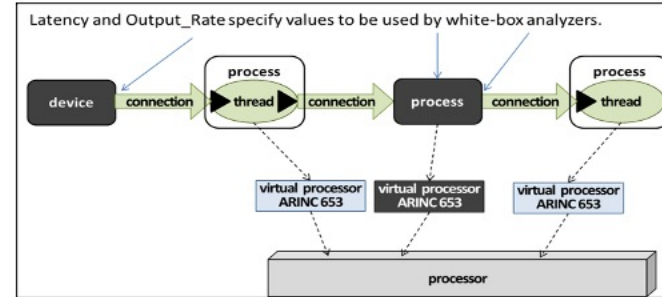 Latency and Output_Rate specify values to be used by white-box analyzers.
process
process
device
connection
thread
connection
process
connection
thread
virtual processor
ARINC 653
virtual processor
ARINC 653
virtual processor
ARINC 653
processor